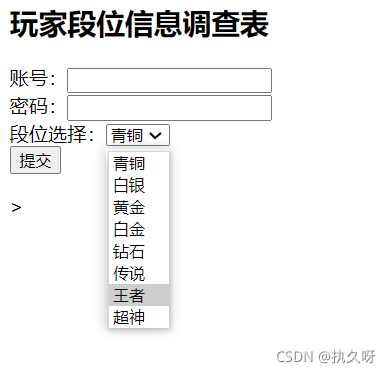 玩家段位信息调查表
账号：
密码：
段位选择： 青铜
提交
青铜
白银
>
黄金
白金
钻石
传说
王者
超神
CSDN @执久呀